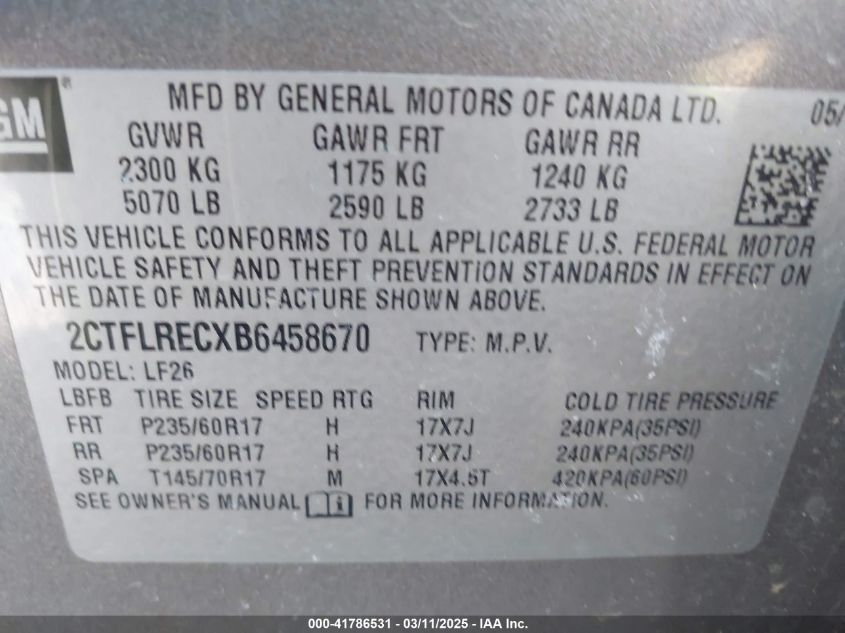 GM ®
MFD BY GENERAL MOTORS OF CANADA LTD. 05/
GVWR GAWR FRT GAWR RR
2300 KG 1175 KG 1240 KG
5070 LB 2590 LB 2733 LB
THIS VEHICLE CONFORMS TO ALL APPLICABLE U.S. FEDERAL MOTOR
VEHICLE SAFETY AND THEFT PREVENTION STANDARDS IN EFFECT ON
THE DATE OF MANUFACTURE SHOWN ABOVE.
2CTFLRECXB6458670 TYPE: M.P.V.
MODEL: LF26
LBFB TIRE SIZE SPEED RTG RIM COLD TIRE PRESSURE
FRT P235/60R17 H 17X7J 240KPA(35PSI)
RR P235/60R17 H 17X7J 240KPA(35PSI)
SPA T145/70R17 M 17X4.5T 420KPA(60PSI)
SEE OWNER'S MANUAL FOR MORE INFORMATION.
000-41786531 - 03/11/2025 - IAA Inc.